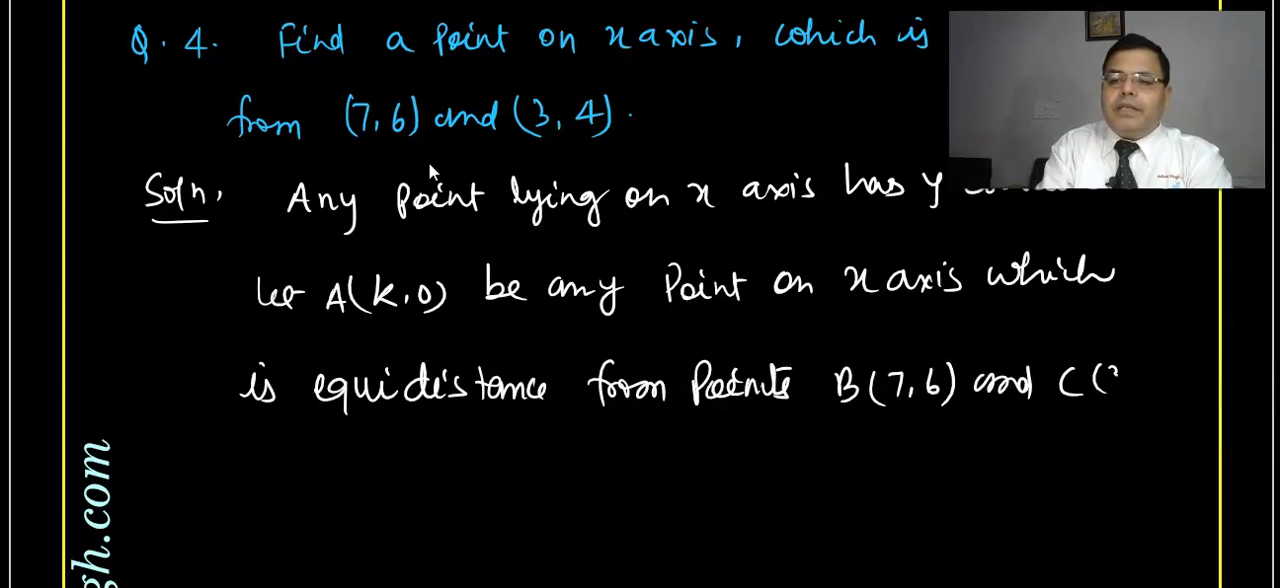 Q. 4. Find a point on x axis, which is
from (7, 6) and (3, 4).
Soln. Any point lying on x axis has y
Let A(k, 0) be any Point on x axis which
is equidistance from Points B(7, 6) and C(
gh.com